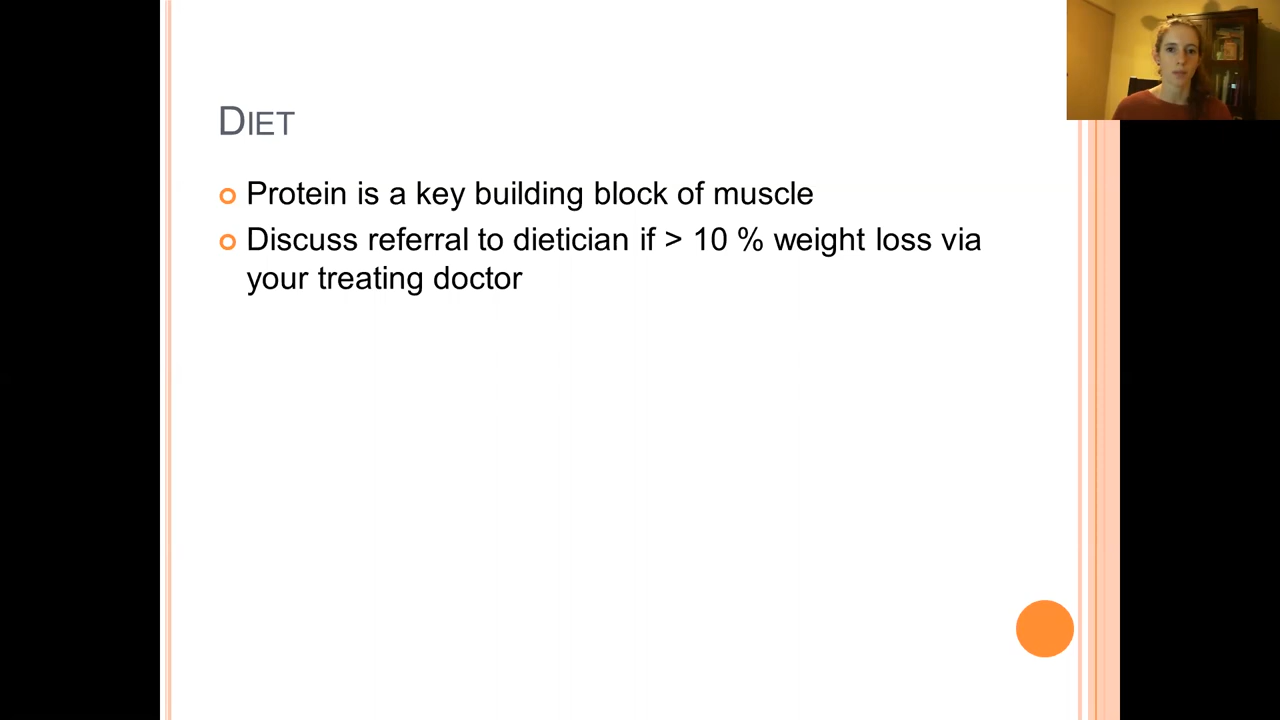 Diet
Protein is a key building block of muscle
Discuss referral to dietician if > 10 % weight loss via
your treating doctor